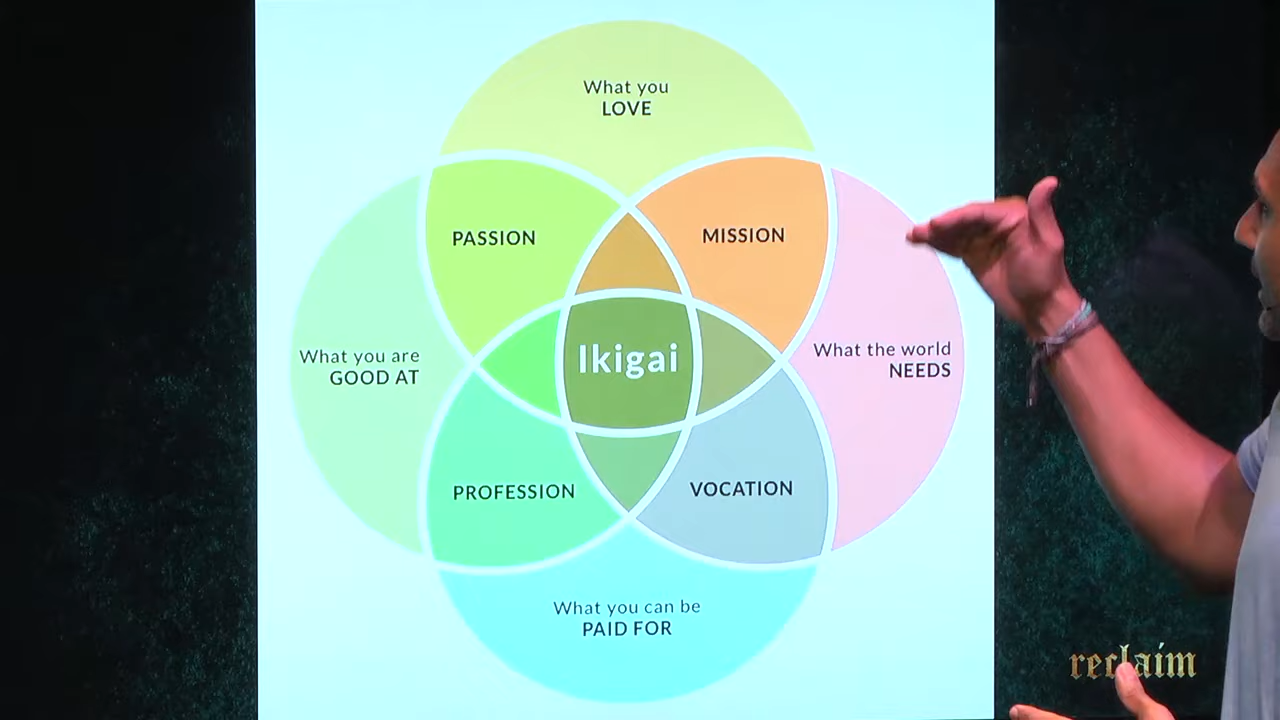 What you
LOVE
PASSION
MISSION
Ikigai
What you are
GOOD AT
What the world
NEEDS
PROFESSION
VOCATION
What you can be
PAID FOR
reclaim